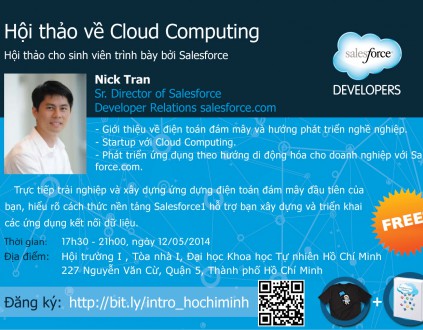 Hội thảo về Cloud Computing
Hội thảo cho sinh viên trình bày bởi Salesforce
salesforce
DEVELOPERS
Nick Tran
Sr. Director of Salesforce
Developer Relations salesforce.com
- Giới thiệu về điện toán đám mây và hướng phát triển nghề nghiệp.
- Startup với Cloud Computing.
- Phát triển ứng dụng theo hướng di động hóa cho doanh nghiệp với Sa
force.com.
Trực tiếp trải nghiệp và xây dựng ứng dụng điện toán đám mây đầu tiên của
bạn, hiểu rõ cách thức nền tảng Salesforce1 hỗ trợ bạn xây dựng và triển khai
các ứng dụng kết nối dữ liệu.
FREE
Thời gian: 17h30 - 21h00, ngày 12/05/2014
Địa điểm: Hội trường I , Tòa nhà I, Đại học Khoa học Tự nhiên Hồ Chí Minh
227 Nguyễn Văn Cừ, Quận 5, Thành phố Hồ Chí Minh
Đăng ký: http://bit.ly/intro_hochiminh
+